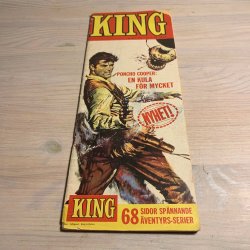 KING
PONCHO COOPER:
EN KULA
FÖR MYCKET
NYHET!
KING
68 SIDOR SPÄNNANDE
ÄVENTYRS-SERIER